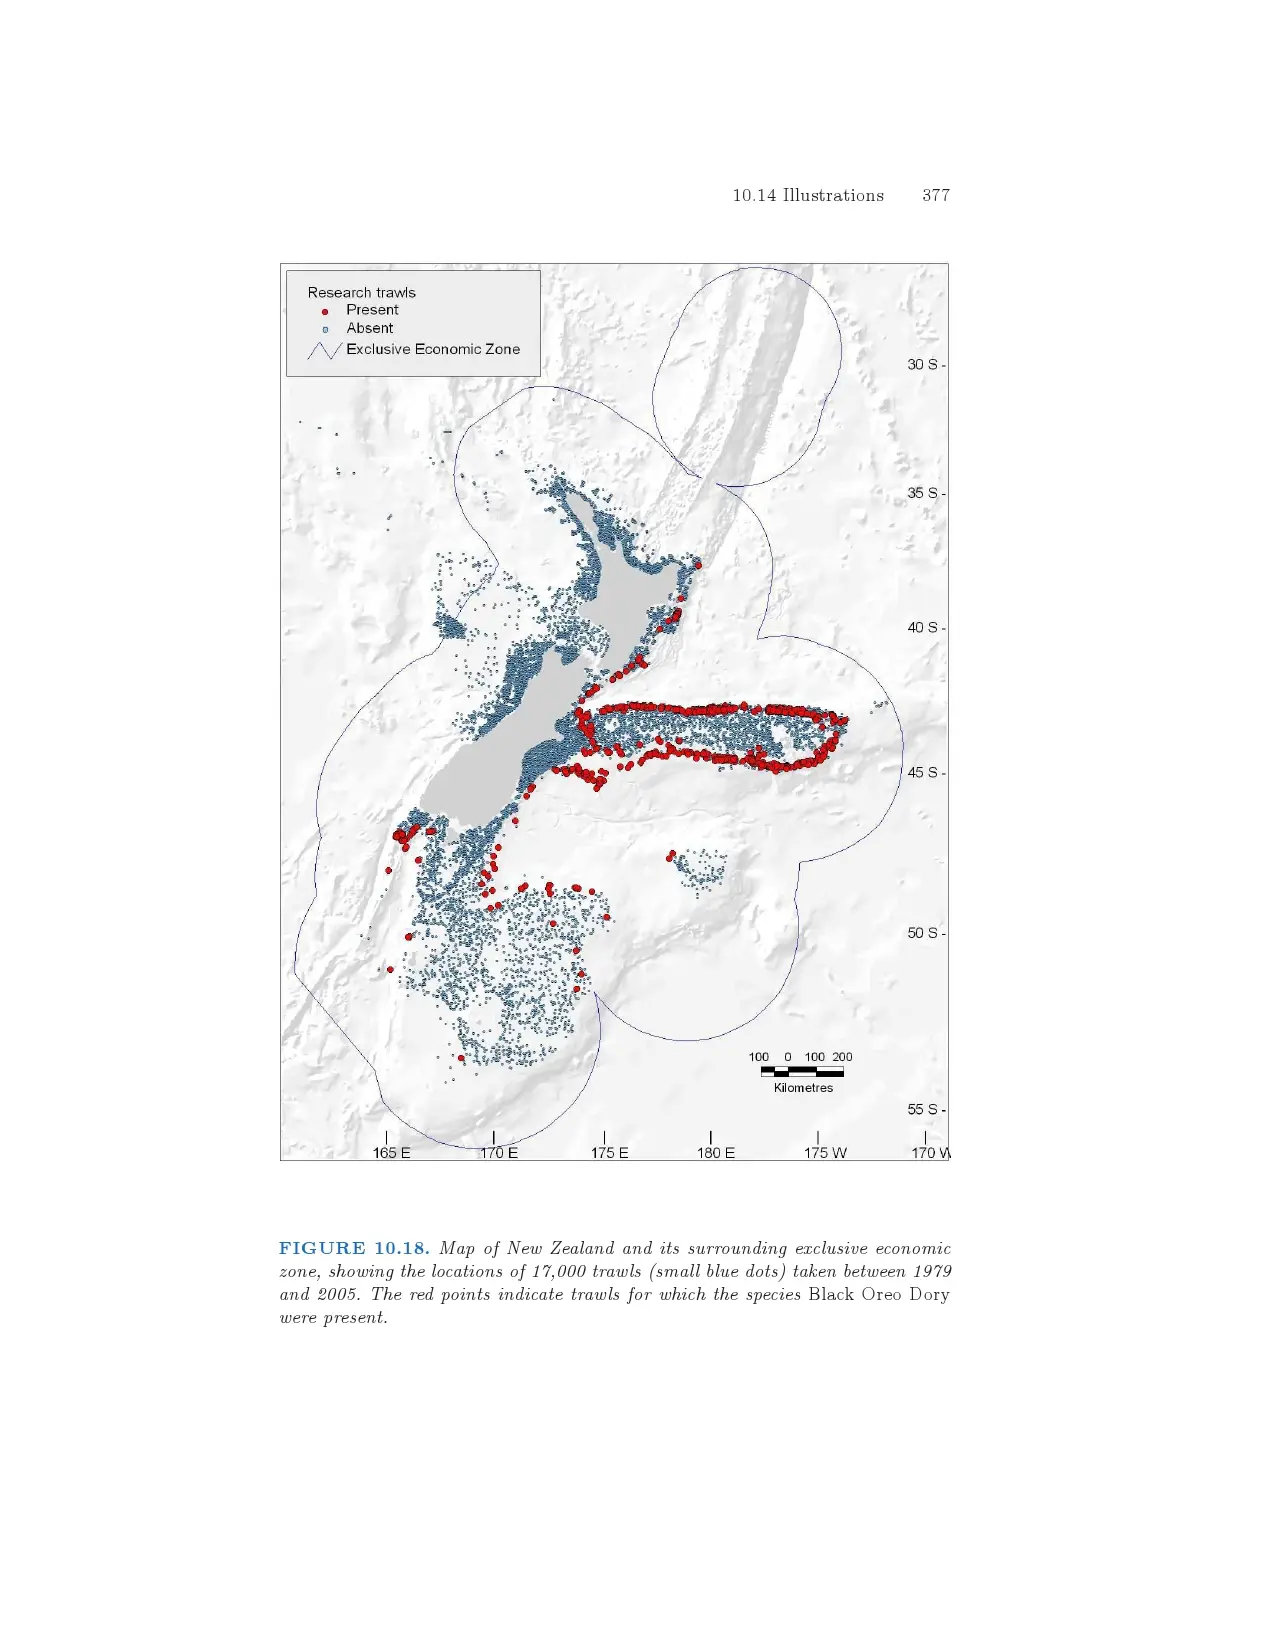 10.14 Illustrations 377
Research trawls
Present
Absent
Exclusive Economic Zone
30 S -
35 S -
40 S -
45 S -
50 S -
100 0 100 200
Kilometres
55 S -
165 E 170 E 175 E 180 E 175 W 170 W
FIGURE 10.18. Map of New Zealand and its surrounding exclusive economic
zone, showing the locations of 17,000 trawls (small blue dots) taken between 1979
and 2005. The red points indicate trawls for which the species Black Oreo Dory
were present.